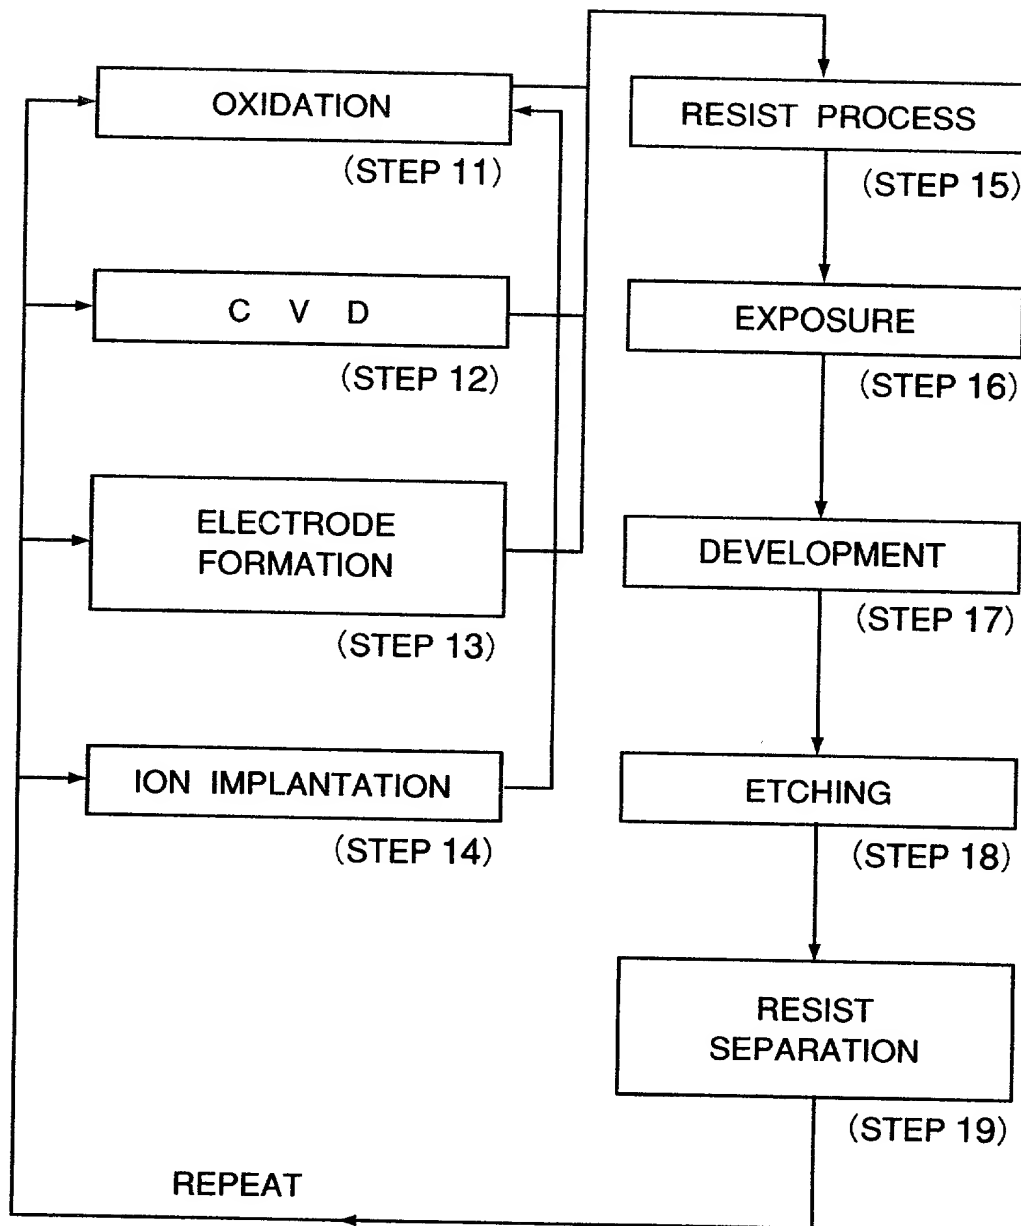 OXIDATION
(STEP 11)
C V D
(STEP 12)
ELECTRODE
FORMATION
(STEP 13)
ION IMPLANTATION
(STEP 14)
RESIST PROCESS
(STEP 15)
EXPOSURE
(STEP 16)
DEVELOPMENT
(STEP 17)
ETCHING
(STEP 18)
RESIST
SEPARATION
(STEP 19)
REPEAT